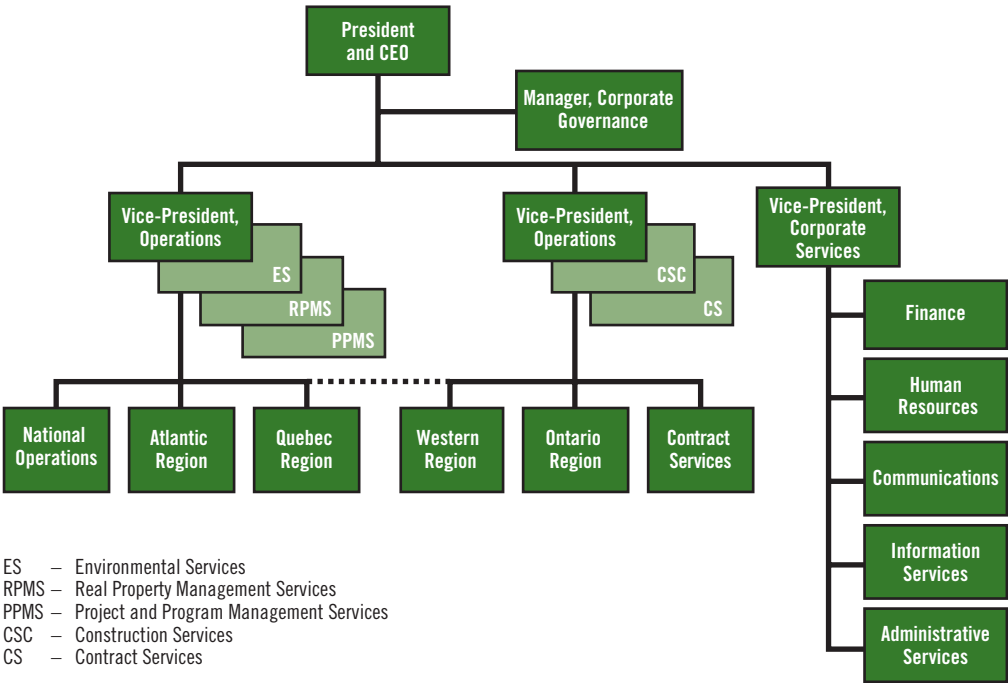 President
and CEO
Manager, Corporate
Governance
Vice-President,
Operations
ES
RPMS
PPMS
Vice-President,
Operations
CSC
CS
Vice-President,
Corporate
Services
Finance
Human
Resources
Communications
Information
Services
Administrative
Services
National
Operations
Atlantic
Region
Quebec
Region
Western
Region
Ontario
Region
Contract
Services
ES – Environmental Services
RPMS – Real Property Management Services
PPMS – Project and Program Management Services
CSC – Construction Services
CS – Contract Services